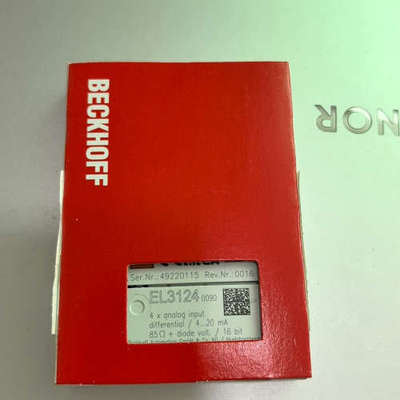 BECKHOFF
NOR
Ser.Nr.: 49220115 Rev.Nr.: 0016
EL3124 0090
4 x analog input
differential / 4...20 mA
85Ω + diode volt. / 16 bit